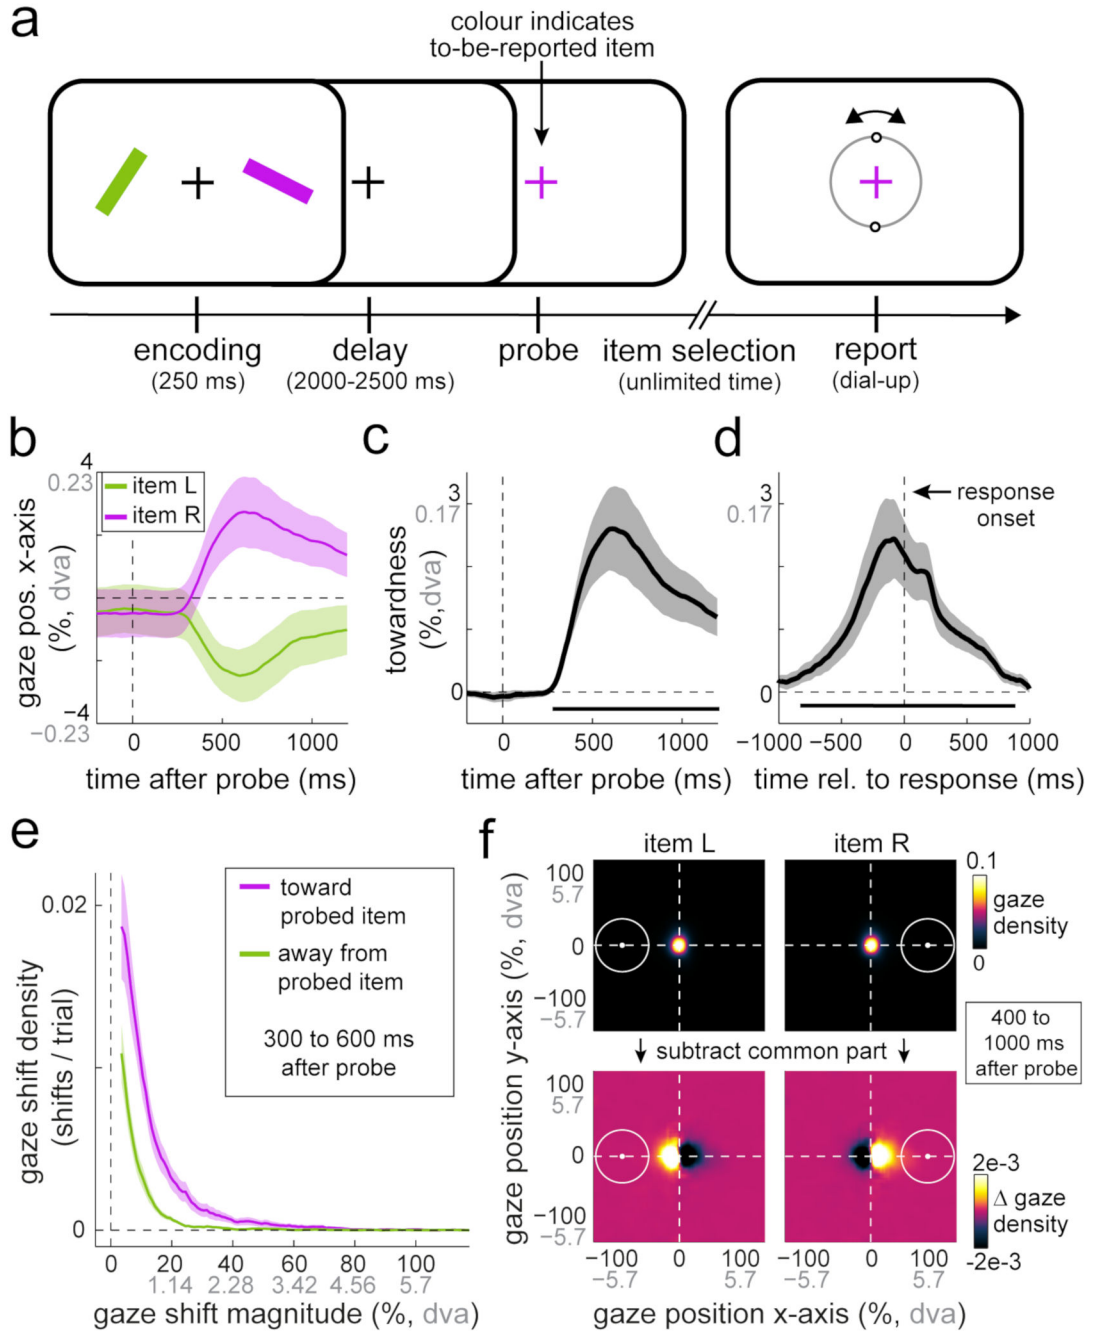 a
colour indicates
to-be-reported item
encoding
(250 ms)
delay
(2000-2500 ms)
probe
item selection
(unlimited time)
report
(dial-up)
b
gaze pos. x-axis
(%, dva)
4
0.23
−4
−0.23
item L
item R
0 500 1000
time after probe (ms)
c
towardness
(%,dva)
3
0.17
0
0 500 1000
time after probe (ms)
d
3
0.17
0
response
onset
−1000 −500 0 500 1000
time rel. to response (ms)
e
gaze shift density
(shifts / trial)
0.02
0
toward
probed item
away from
probed item
300 to 600 ms
after probe
0 20 40 60 80 100
1.14 2.28 3.42 4.56 5.7
gaze shift magnitude (%, dva)
f
item L
item R
gaze position y-axis (%, dva)
100
5.7
0
−100
−5.7
0.1
gaze
density
0
subtract common part
400 to
1000 ms
after probe
100
5.7
0
−100
−5.7
2e-3
Δ gaze
density
-2e-3
−100 0 100
−5.7 5.7
−100 0 100
−5.7 5.7
gaze position x-axis (%, dva)